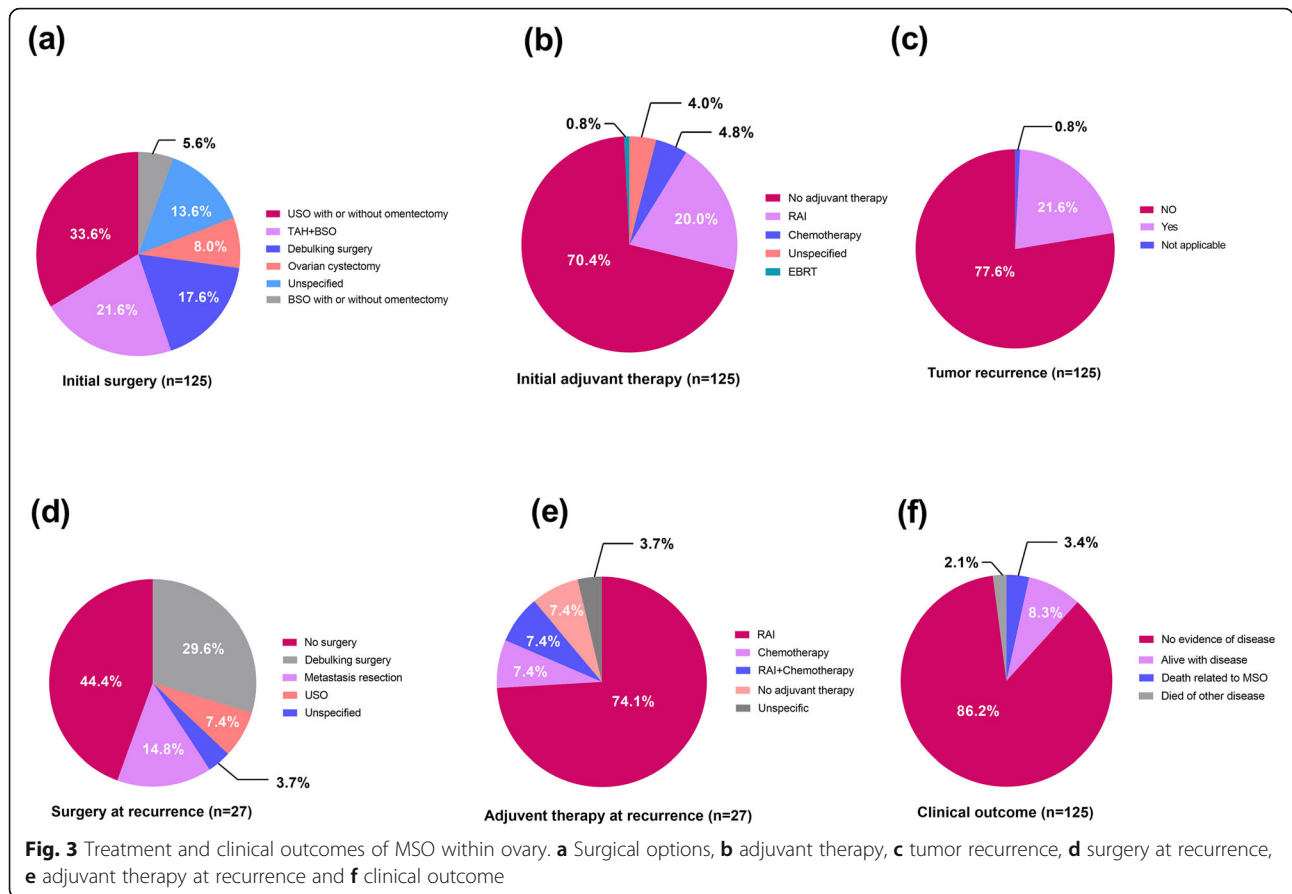 (a)
5.6%
13.6%
33.6%
8.0%
17.6%
21.6%
USO with or without omentectomy
TAH+BSO
Debulking surgery
Ovarian cystectomy
Unspecified
BSO with or without omentectomy
Initial surgery (n=125)
(b)
4.0%
0.8%
4.8%
20.0%
70.4%
No adjuvant therapy
RAI
Chemotherapy
Unspecified
EBRT
Initial adjuvant therapy (n=125)
(c)
0.8%
21.6%
77.6%
NO
Yes
Not applicable
Tumor recurrence (n=125)
(d)
29.6%
44.4%
7.4%
14.8%
3.7%
No surgery
Debulking surgery
Metastasis resection
USO
Unspecified
Surgery at recurrence (n=27)
(e)
3.7%
7.4%
7.4%
7.4%
74.1%
RAI
Chemotherapy
RAI+Chemotherapy
No adjuvant therapy
Unspecific
Adjuvent therapy at recurrence (n=27)
(f)
3.4%
2.1%
8.3%
86.2%
No evidence of disease
Alive with disease
Death related to MSO
Died of other disease
Clinical outcome (n=125)
Fig. 3 Treatment and clinical outcomes of MSO within ovary. a Surgical options, b adjuvant therapy, c tumor recurrence, d surgery at recurrence,
e adjuvant therapy at recurrence and f clinical outcome